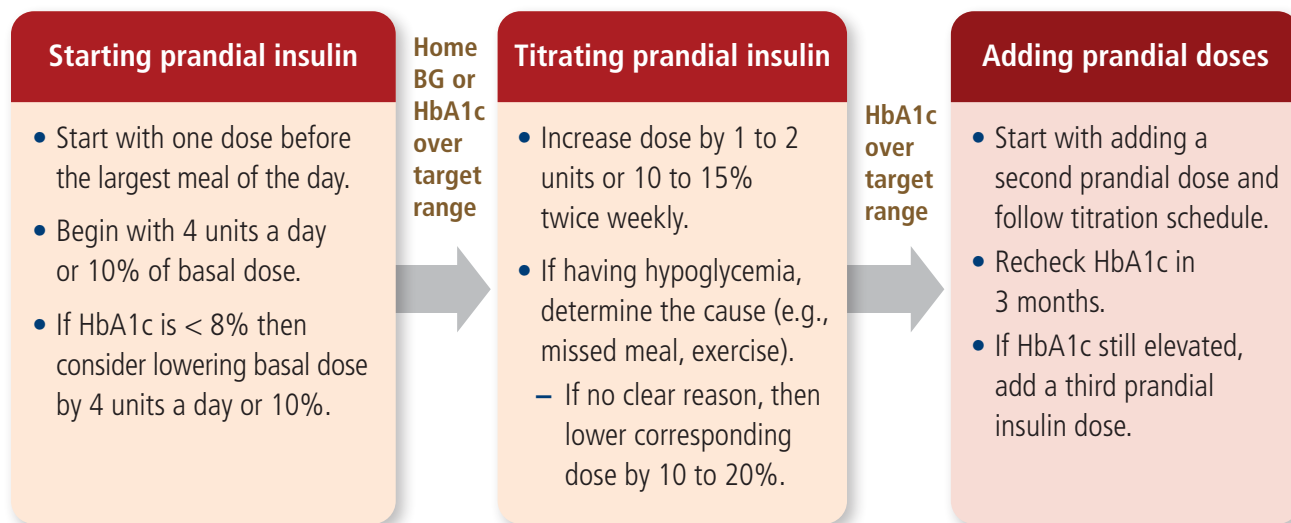 Starting prandial insulin
• Start with one dose before
the largest meal of the day.
• Begin with 4 units a day
or 10% of basal dose.
• If HbA1c is < 8% then
consider lowering basal dose
by 4 units a day or 10%.
Home
BG or
HbA1c
over
target
range
Titrating prandial insulin
• Increase dose by 1 to 2
units or 10 to 15%
twice weekly.
• If having hypoglycemia,
determine the cause (e.g.,
missed meal, exercise).
– If no clear reason, then
lower corresponding
dose by 10 to 20%.
HbA1c
over
target
range
Adding prandial doses
• Start with adding a
second prandial dose and
follow titration schedule.
• Recheck HbA1c in
3 months.
• If HbA1c still elevated,
add a third prandial
insulin dose.